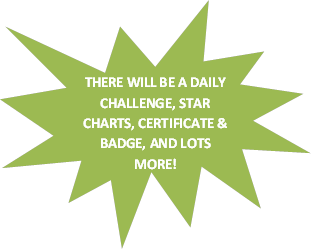 THERE WILL BE A DAILY
CHALLENGE, STAR
CHARTS, CERTIFICATE &
BADGE, AND LOTS
MORE!